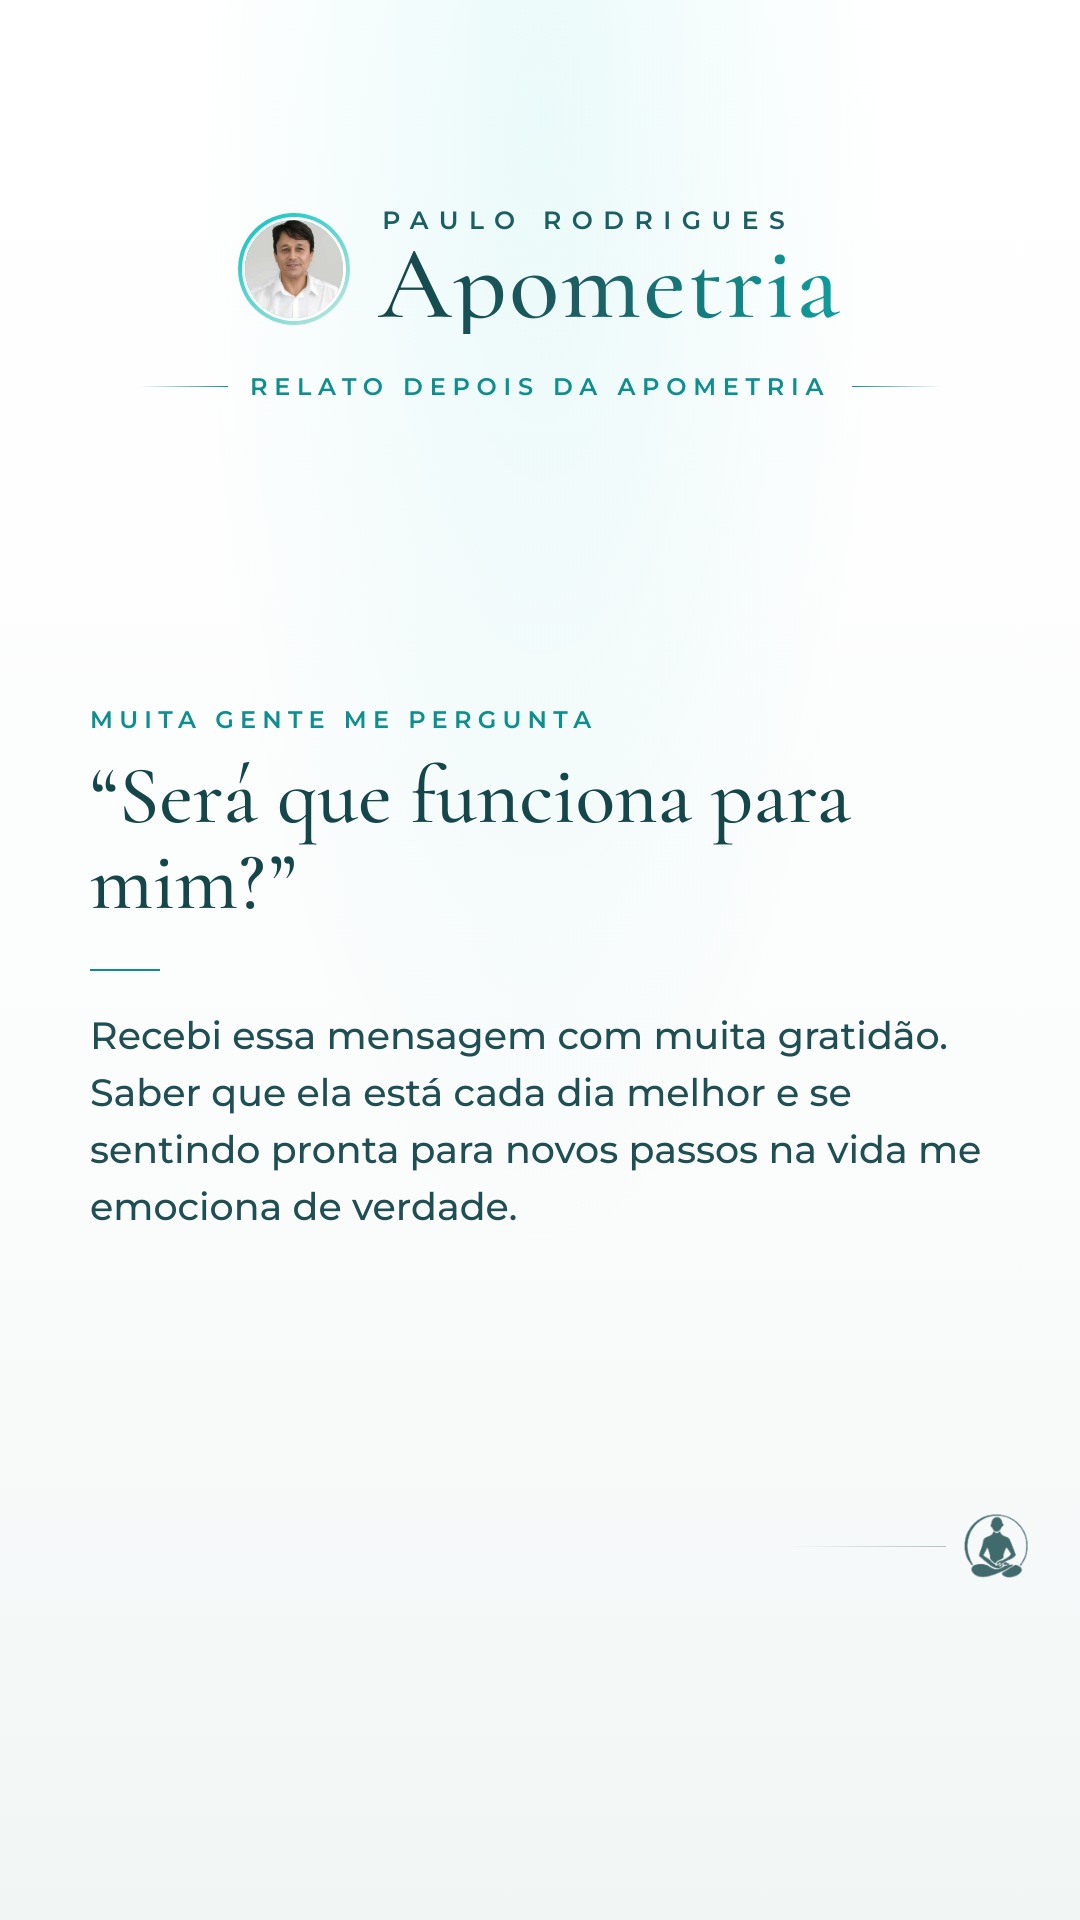 PAULO RODRIGUES
Apometria
RELATO DEPOIS DA APOMETRIA
MUITA GENTE ME PERGUNTA
“Será que funciona para
mim?”
Recebi essa mensagem com muita gratidão.
Saber que ela está cada dia melhor e se
sentindo pronta para novos passos na vida me
emociona de verdade.